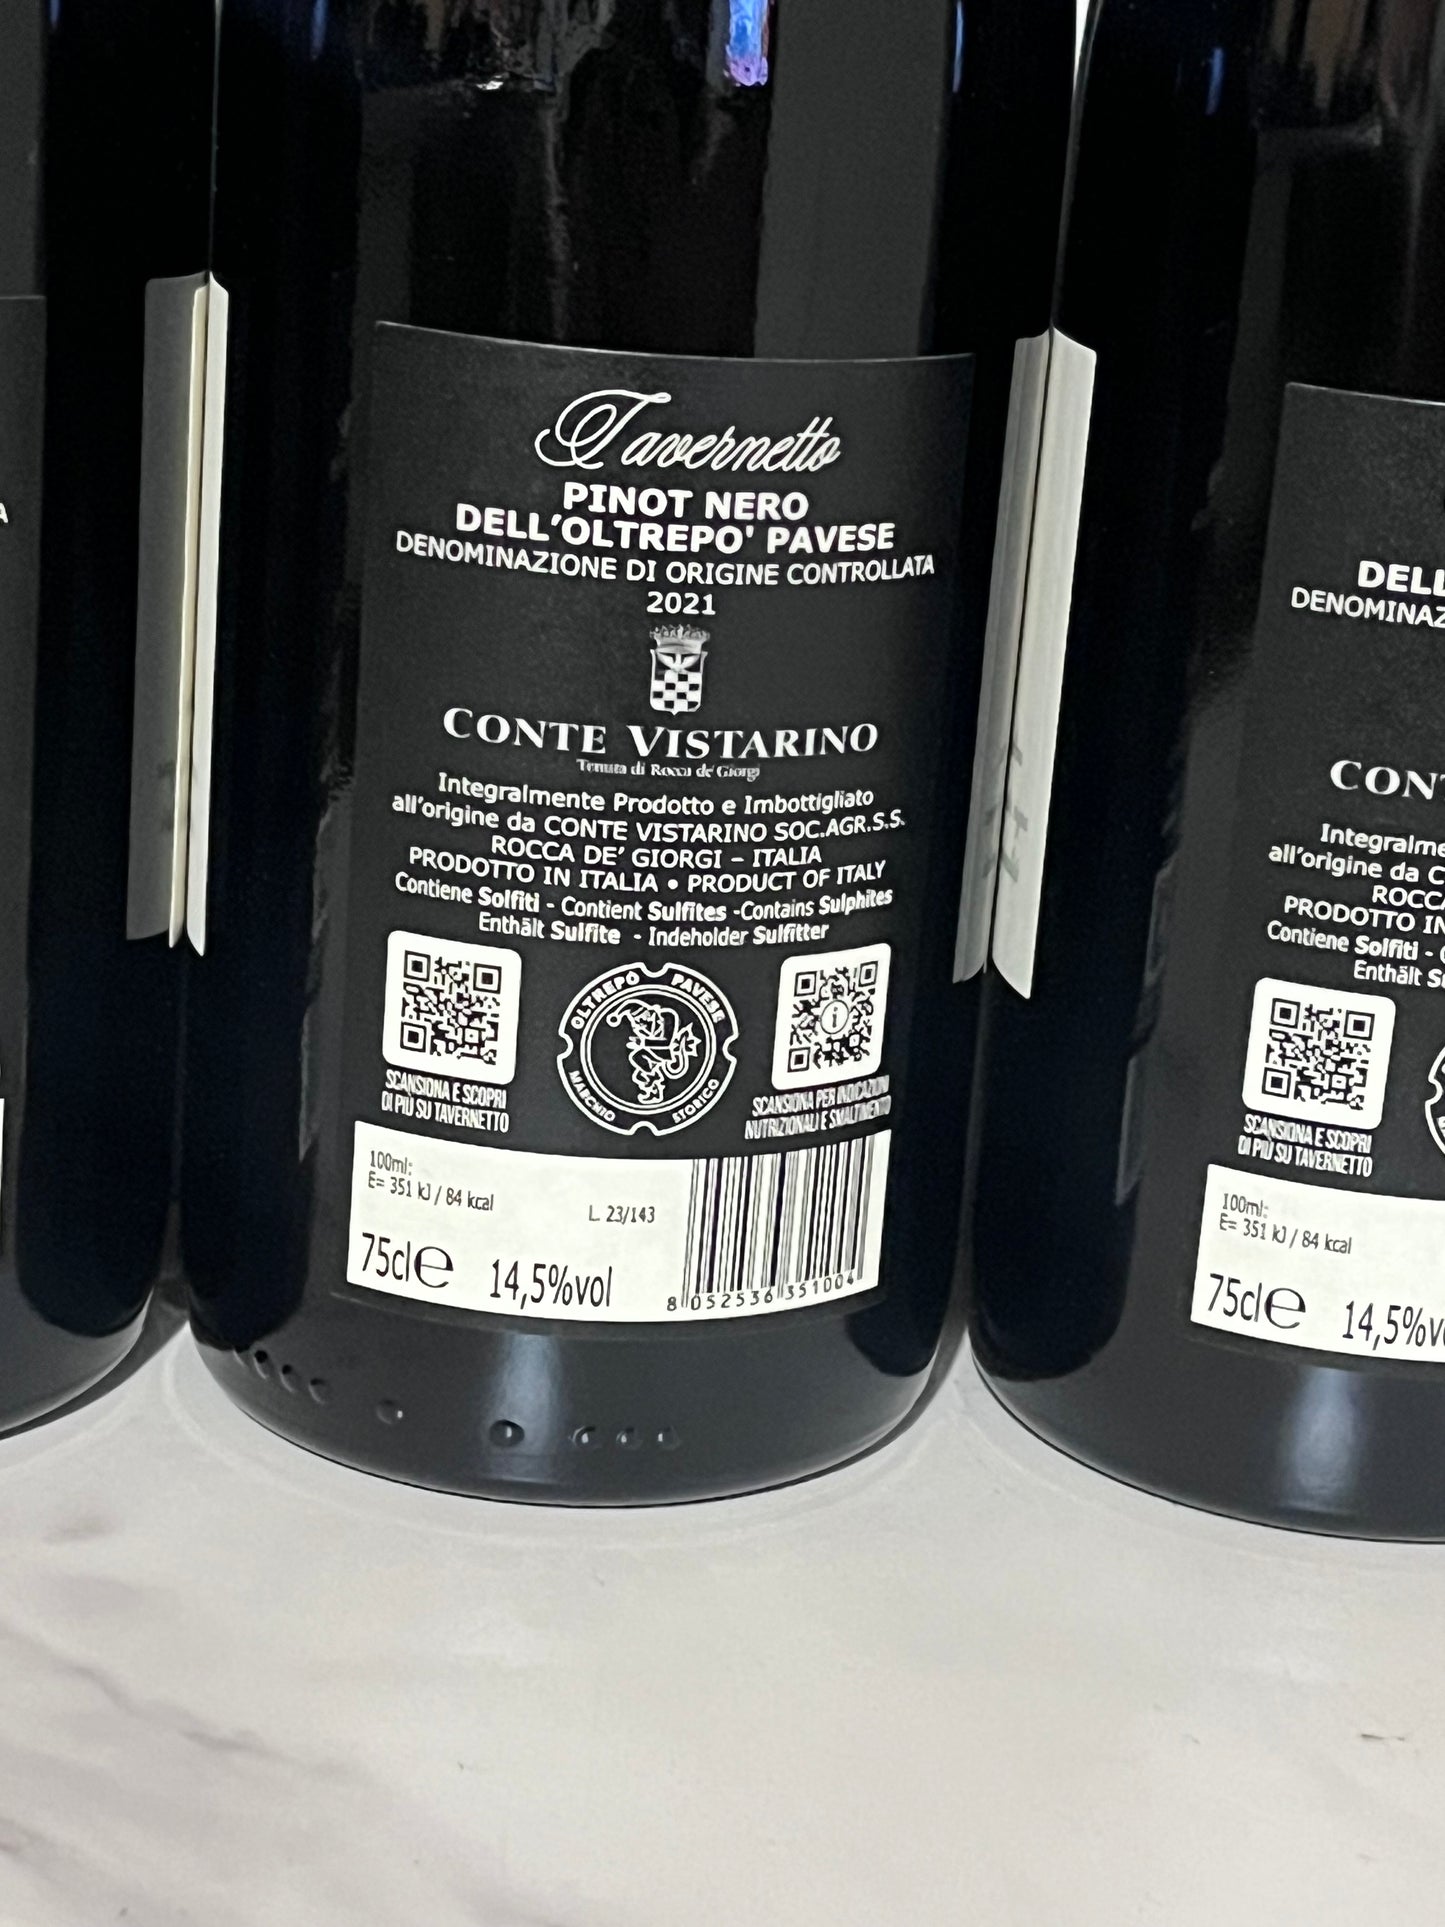 Tavernetto
PINOT NERO
DELL'OLTREPO' PAVESE
DENOMINAZIONE DI ORIGINE CONTROLLATA
2021
CONTE VISTARINO
Tenuta di Rocca de' Giorgi
Integralmente Prodotto e Imbottigliato
all'origine da CONTE VISTARINO SOC.AGR.S.S.
ROCCA DE' GIORGI – ITALIA
PRODOTTO IN ITALIA • PRODUCT OF ITALY
Contiene Solfiti - Contient Sulfites -Contains Sulphites
Enthält Sulfite - Indeholder Sulfitter
OLTREPÒ PAVESE
MARCHIO STORICO
i
SCANSIONA E SCOPRI
DI PIÙ SU TAVERNETTO
SCANSIONA PER INDICAZIONI
NUTRIZIONALI E SMALTIMENTO
100ml:
E= 351 kJ / 84 kcal
L. 23/143
75cl e 14,5%vol
8 052536 351004
A
DELL
DENOMINAZ
CONT
Integralme
all'origine da C
ROCCA
PRODOTTO IN
Contiene Solfiti -
Enthält Su
SCANSIONA E SCOPRI
DI PIÙ SU TAVERNETTO
100ml:
E= 351 kJ / 84 kcal
75cl e 14,5%v